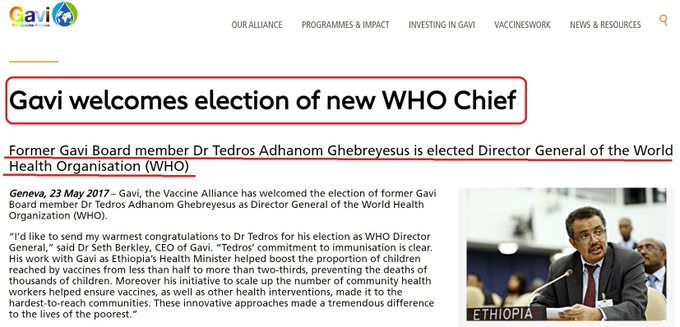 Gavi
The Vaccine Alliance
OUR ALLIANCE PROGRAMMES & IMPACT INVESTING IN GAVI VACCINESWORK NEWS & RESOURCES
Gavi welcomes election of new WHO Chief
Former Gavi Board member Dr Tedros Adhanom Ghebreyesus is elected Director General of the World
Health Organisation (WHO)
Geneva, 23 May 2017 – Gavi, the Vaccine Alliance has welcomed the election of former Gavi
Board member Dr Tedros Adhanom Ghebreyesus as Director General of the World Health
Organization (WHO).
“I’d like to send my warmest congratulations to Dr Tedros for his election as WHO Director
General,” said Dr Seth Berkley, CEO of Gavi. “Tedros’ commitment to immunisation is clear.
His work with Gavi as Ethiopia’s Health Minister helped boost the proportion of children
reached by vaccines from less than half to more than two-thirds, preventing the deaths of
thousands of children. Moreover his initiative to scale up the number of community health
workers helped ensure vaccines, as well as other health interventions, made it to the
hardest-to-reach communities. These innovative approaches made a tremendous difference
to the lives of the poorest.”
ETHIOPIA